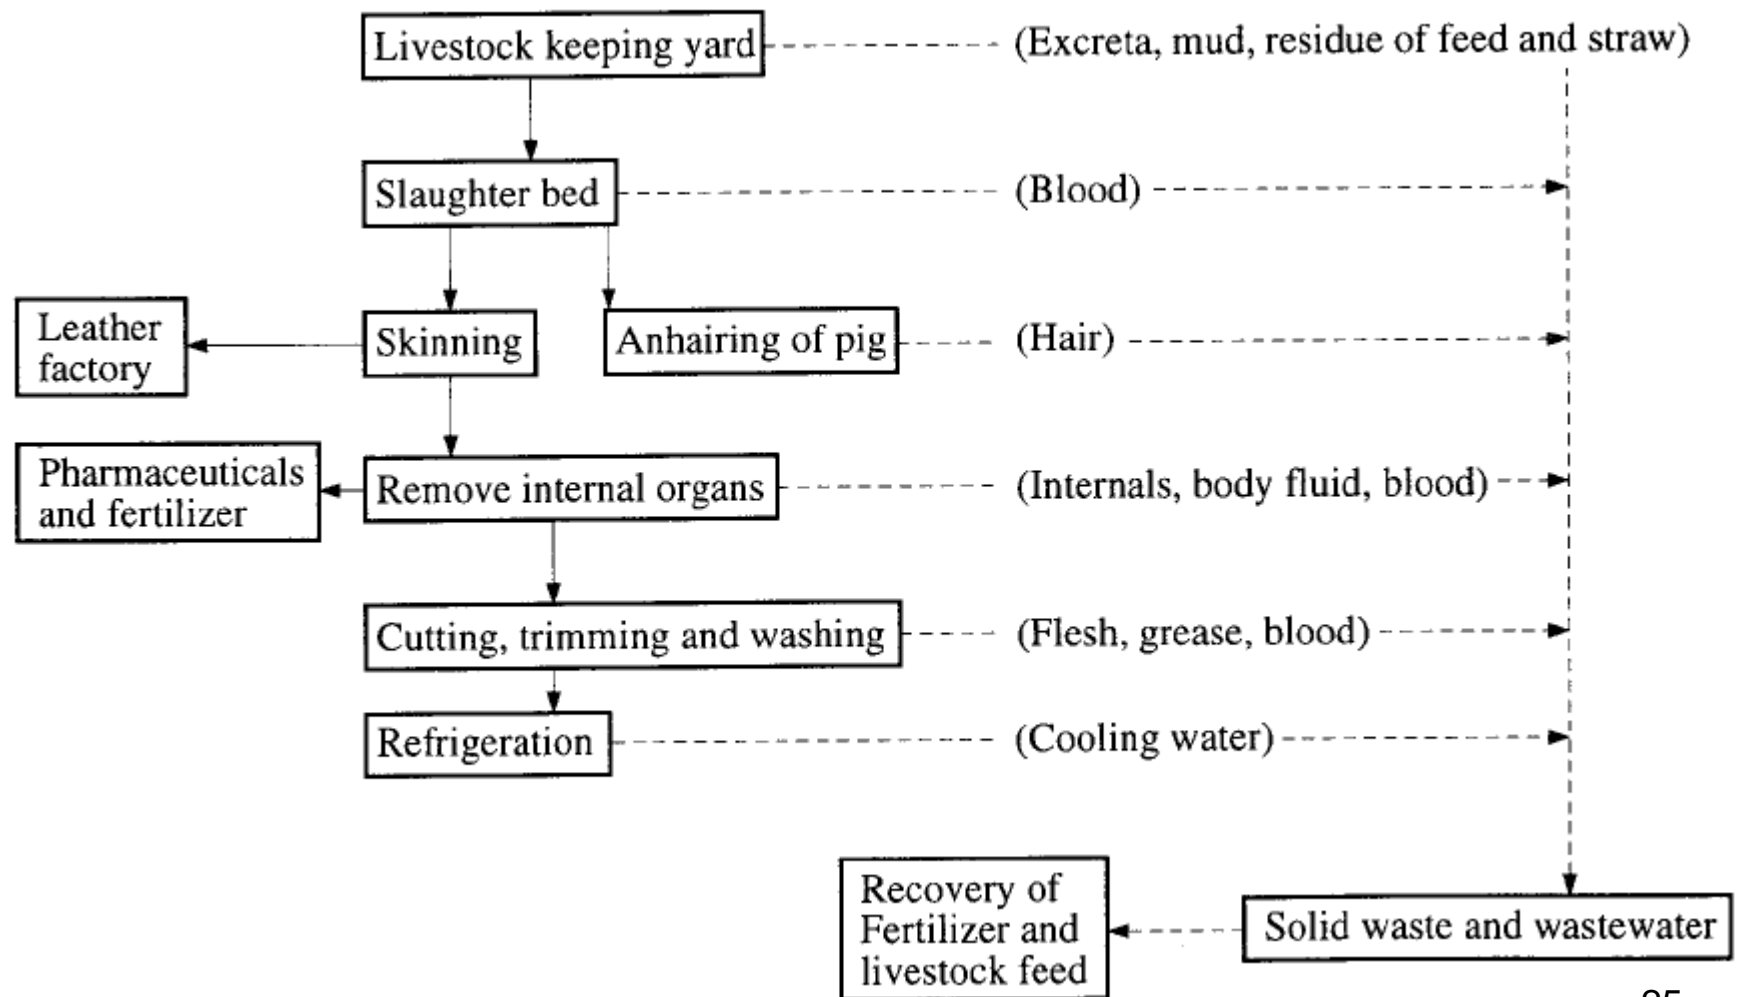 Livestock keeping yard
(Excreta, mud, residue of feed and straw)
Slaughter bed
(Blood)
Leather
factory
Skinning
Anhairing of pig
(Hair)
Pharmaceuticals
and fertilizer
Remove internal organs
(Internals, body fluid, blood)
Cutting, trimming and washing
(Flesh, grease, blood)
Refrigeration
(Cooling water)
Recovery of
Fertilizer and
livestock feed
Solid waste and wastewater